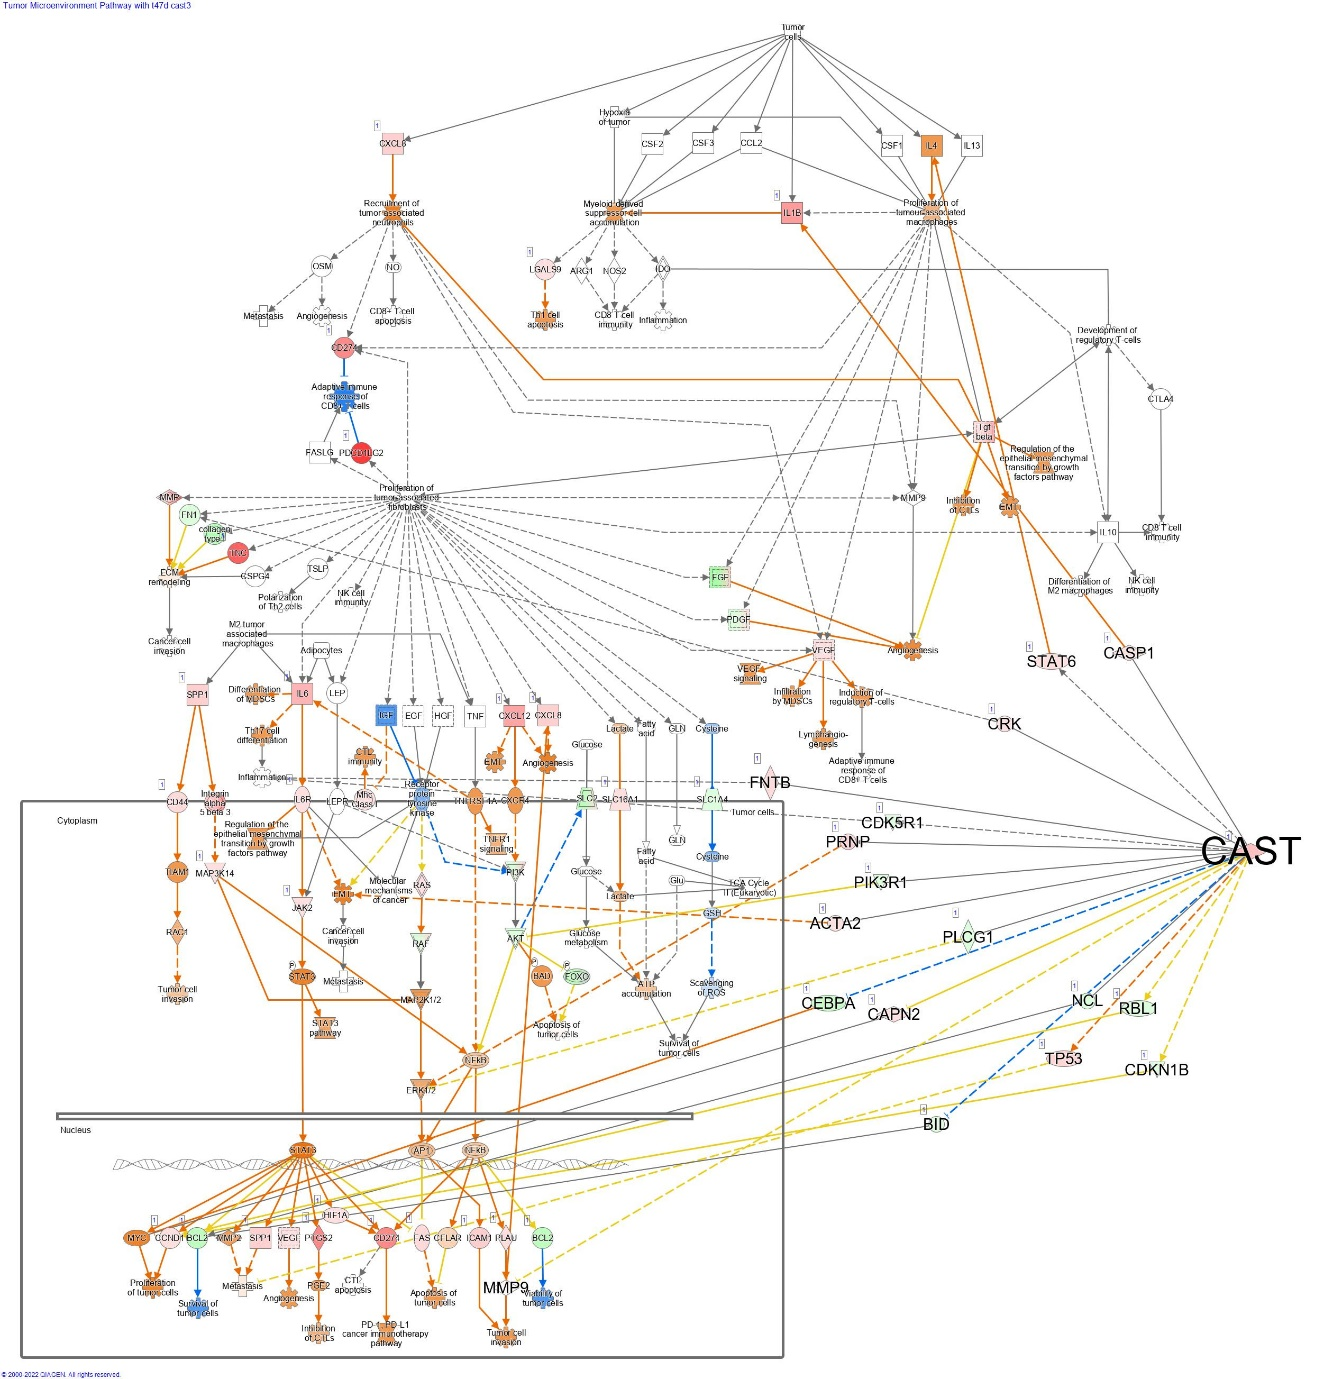 Tumor Microenvironment Pathway with t47d cast3
Tumor
cells
Hypoxia
of tumor
CSF2
CSF3
CCL2
CSF1
IL4
IL13
Recruitment of
tumor-associated
neutrophils
Myeloid-derived
suppressor cell
accumulation
IL1B
Proliferation of
tumour-associated
macrophages
OSM
NO
LGALS9
ARG1
NOS2
IDO
Metastasis
Angiogenesis
CD8+ T cell
apoptosis
Th1 cell
apoptosis
CD8 T cell
immunity
Inflammation
Development of
regulatory T-cells
CD274
Adaptive immune
response of
CD8+ T cells
CTLA4
FASLG
PDCD1LG2
Tgf
beta
Regulation of the
epithelial mesenchymal
transition by growth
factors pathway
Proliferation of
tumor-associated
fibroblasts
MMP9
Inhibition
of CTLs
EMT
FN1
collagen
type1
TNC
IL10
CD8 T cell
immunity
ECM
remodeling
CSPG4
TSLP
Polarization
of Th2 cells
NK cell
immunity
FGF
PDGF
Differentiation of
M2 macrophages
NK cell
immunity
Cancer cell
invasion
M2 tumor
associated
macrophages
Adipocytes
VEGF
Angiogenesis
STAT6
CASP1
VEGF
signaling
Infiltration
by MDSCs
Induction of
regulatory T-cells
SPP1
Differentiation
of MDSCs
IL6
LEP
IGF
EGF
HGF
TNF
CXCL12
CXCL8
Lactate
Fatty
acid
GLN
Cysteine
CRK
Th17 cell
differentiation
Glucose
Lymphangio-
genesis
CTL
immunity
EMT
Angiogenesis
Adaptive immune
response of
CD8+ T cells
Inflammation
FNTB
CD44
Integrin
alpha
5 beta 3
IL6R
LEPR
Mhc
Class I
Receptor
protein
tyrosine
kinase
CXCR4
SLC2
SLC16A1
SLC1A4
Tumor cells
Cytoplasm
CDK5R1
Regulation of the
epithelial mesenchymal
transition by growth
factors pathway
TNFR1
signaling
GLN
PRNP
CAST
Fatty
acid
Cysteine
TIAM1
MAP3K14
Molecular
mechanisms
of cancer
RAS
PI3K
Glucose
Glu
TCA Cycle
II (Eukaryotic)
PIK3R1
EMT
Lactate
JAK2
GSH
ACTA2
RAC1
Cancer cell
invasion
RAF
AKT
Glucose
metabolism
PLCG1
STAT3
Metastasis
BAD
FOXO
ATP
accumulation
Scavenging
of ROS
Tumor cell
invasion
MAP2K1/2
CEBPA
CAPN2
NCL
RBL1
STAT3
pathway
Apoptosis of
tumor cells
Survival of
tumor cells
NFkB
TP53
CDKN1B
ERK1/2
BID
Nucleus
STAT3
AP1
NFkB
HIF1A
MYC
CCND1
BCL2
MMP2
SPP1
VEGF
PTGS2
CD274
FAS
CFLAR
ICAM1
PLAU
BCL2
Proliferation
of tumor cells
Survival of
tumor cells
Metastasis
Angiogenesis
PGE2
CTL
apoptosis
Apoptosis of
tumor cells
MMP9
Viability of
tumor cells
Inhibition
of CTLs
PD-1, PD-L1
cancer immunotherapy
pathway
Tumor cell
invasion
© 2000-2022 QIAGEN. All rights reserved.